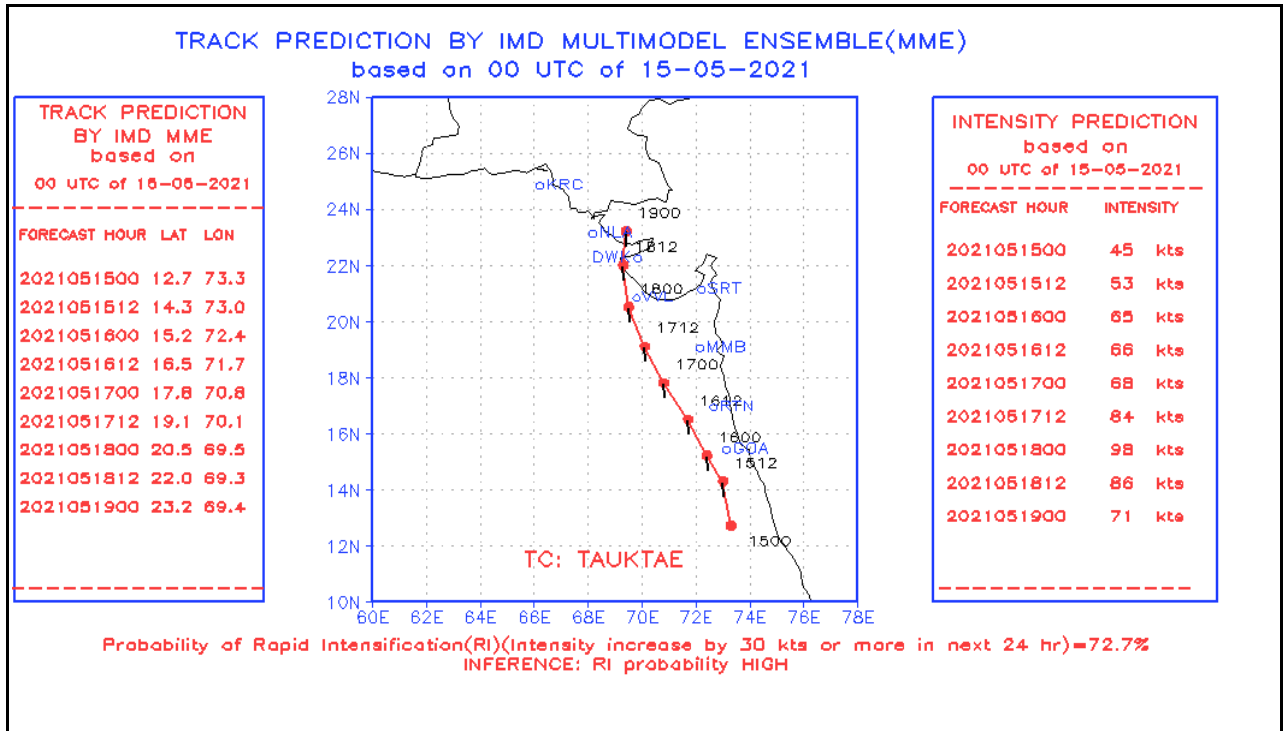 TRACK PREDICTION BY IMD MULTIMODEL ENSEMBLE(MME)
based on 00 UTC of 15-05-2021
TRACK PREDICTION
BY IMD MME
based on
00 UTC of 15-05-2021
FORECAST HOUR LAT LON
2021051500 12.7 73.3
2021051512 14.3 73.0
2021051600 15.2 72.4
2021051612 16.5 71.7
2021051700 17.8 70.8
2021051712 19.1 70.1
2021051800 20.5 69.5
2021051812 22.0 69.3
2021051900 23.2 69.4
28N
26N
24N
22N
20N
18N
16N
14N
12N
10N
60E 62E 64E 66E 68E 70E 72E 74E 76E 78E
KRC
1900
NLA
1812
DWK
1800
VVL
SRT
1712
MMB
1700
1612
RTN
1600
GOA
1512
1500
TC: TAUKTAE
INTENSITY PREDICTION
based on
00 UTC of 15-05-2021
FORECAST HOUR INTENSITY
2021051500 45 kts
2021051512 53 kts
2021051600 65 kts
2021051612 66 kts
2021051700 68 kts
2021051712 84 kts
2021051800 98 kts
2021051812 86 kts
2021051900 71 kts
Probability of Rapid Intensification(RI)(Intensity increase by 30 kts or more in next 24 hr)=72.7%
INFERENCE: RI probability HIGH